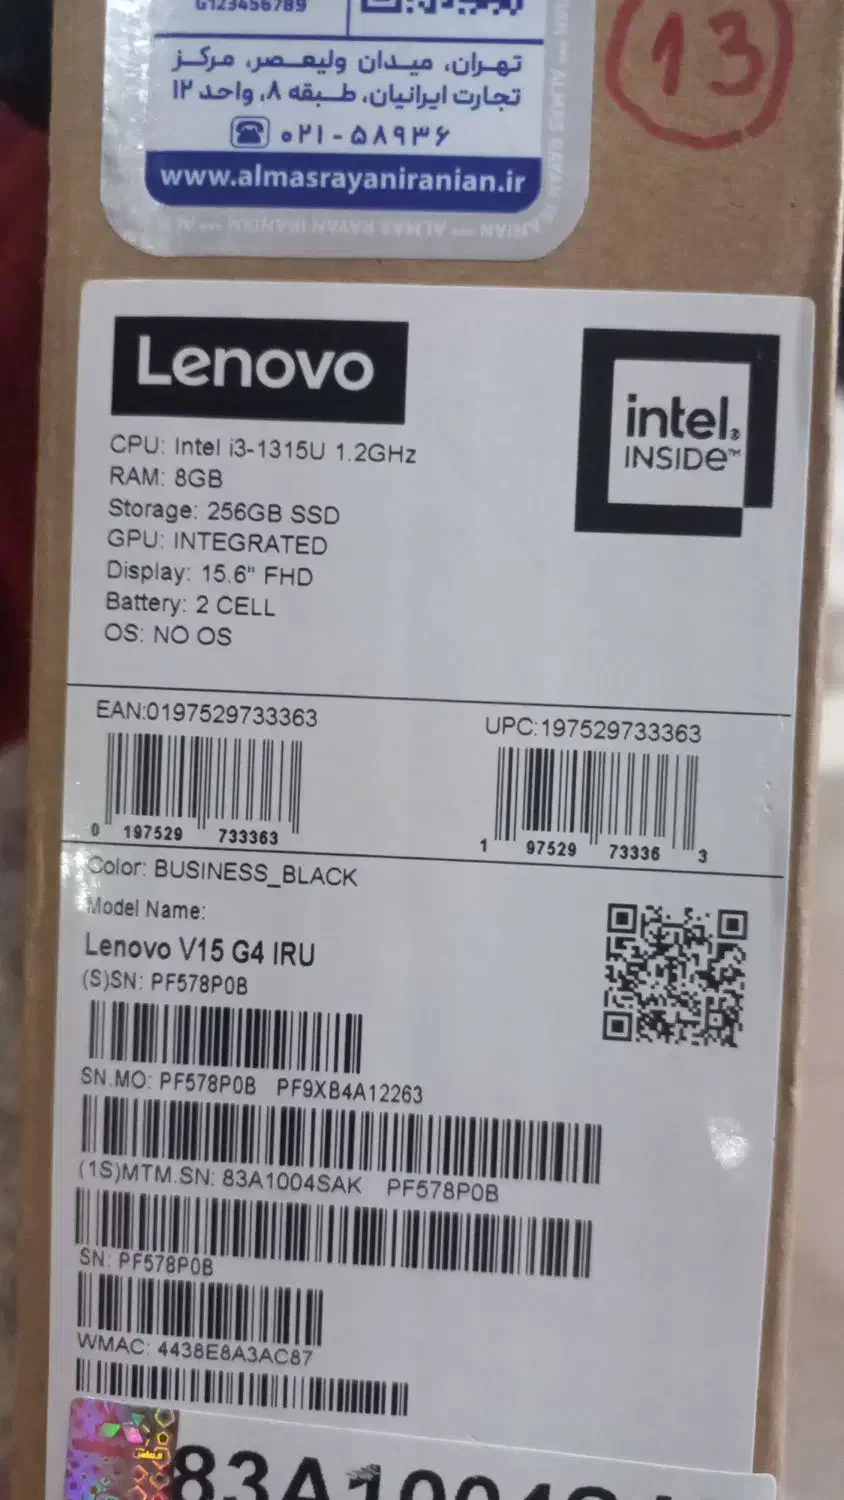 G123456789
13
تهران، میدان ولیعصر، مرکز
تجارت ایرانیان، طبقه ۸، واحد ۱۲
۰۲۱-۵۸۹۳۶
www.almasrayaniranian.ir
Lenovo
intel.
INSIDe™
CPU: Intel i3-1315U 1.2GHz
RAM: 8GB
Storage: 256GB SSD
GPU: INTEGRATED
Display: 15.6" FHD
Battery: 2 CELL
OS: NO OS
EAN:0197529733363
UPC:197529733363
0 197529 733363
1 97529 73336 3
Color: BUSINESS_BLACK
Model Name:
Lenovo V15 G4 IRU
(S)SN: PF578P0B
SN.MO: PF578P0B PF9XB4A12263
(1S)MTM.SN: 83A1004SAK PF578P0B
SN: PF578P0B
WMAC: 4438E8A3AC87